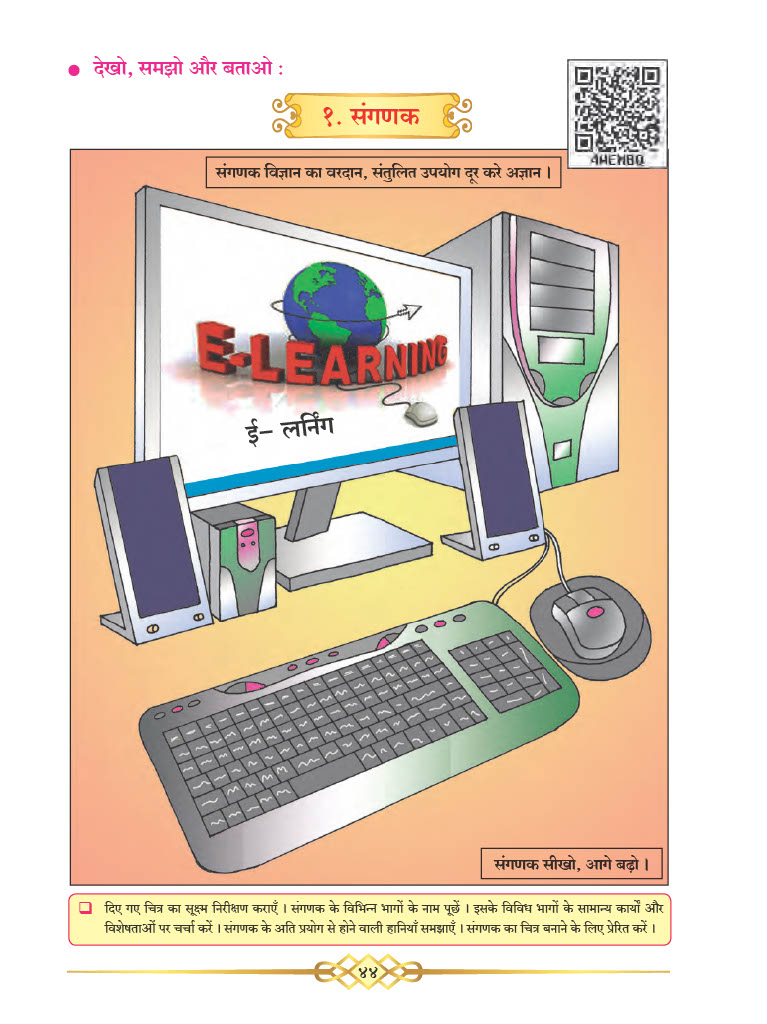 ● देखो, समझो और बताओ :
१. संगणक
4WEMBQ
संगणक विज्ञान का वरदान, संतुलित उपयोग दूर करे अज्ञान ।
E-LEARNING
ई- लर्निंग
संगणक सीखो, आगे बढ़ो ।
दिए गए चित्र का सूक्ष्म निरीक्षण कराएँ । संगणक के विभिन्न भागों के नाम पूछें । इसके विविध भागों के सामान्य कार्यों और
विशेषताओं पर चर्चा करें । संगणक के अति प्रयोग से होने वाली हानियाँ समझाएँ । संगणक का चित्र बनाने के लिए प्रेरित करें ।
४४